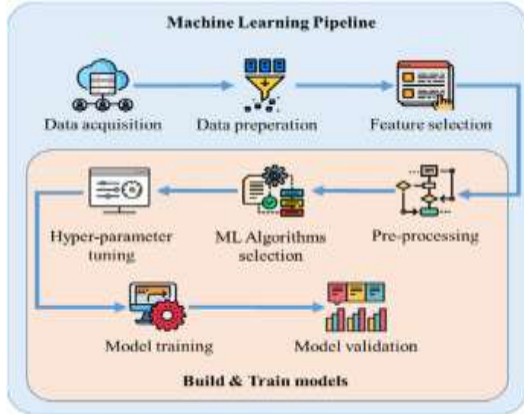 Machine Learning Pipeline
Data acquisition
Data preperation
Feature selection
Hyper-parameter
tuning
ML Algorithms
selection
Pre-processing
Model training
Model validation
Build & Train models